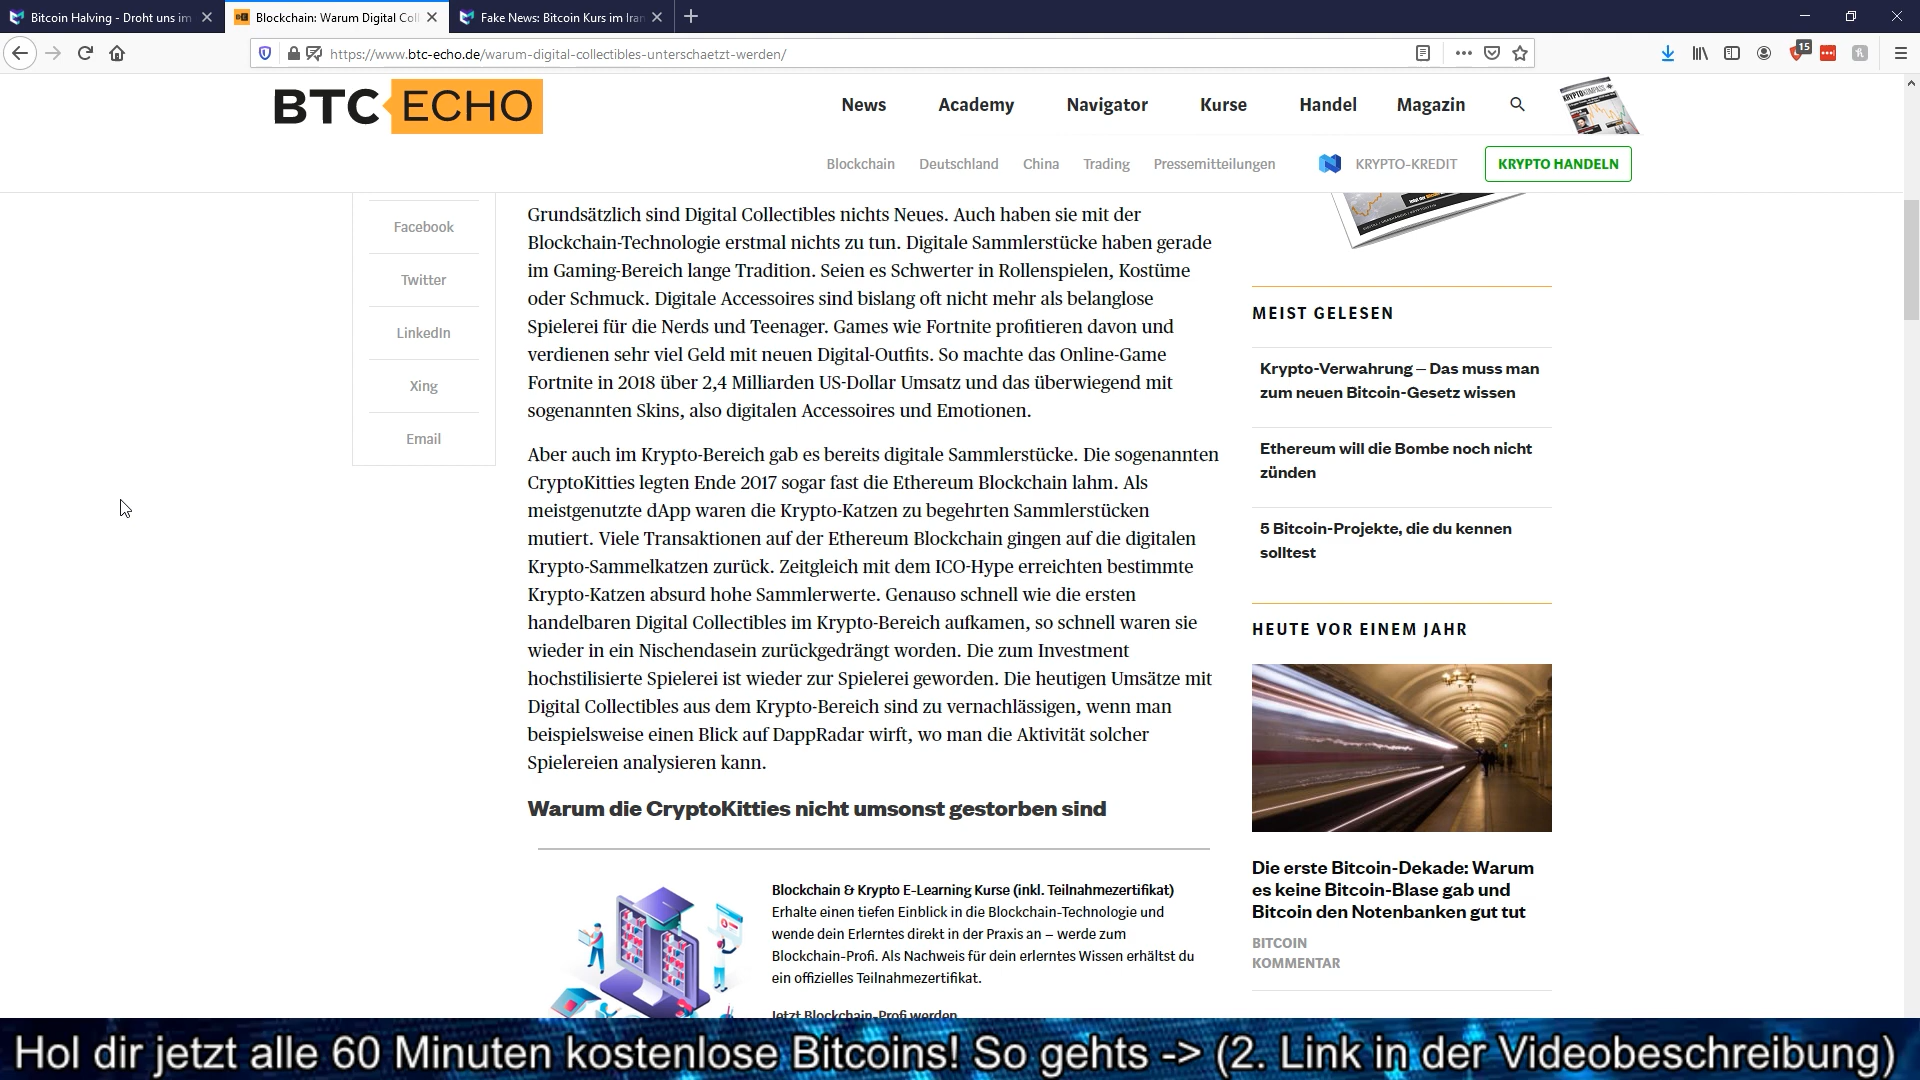 Bitcoin Halving - Droht uns im
Blockchain: Warum Digital Coll
Fake News: Bitcoin Kurs im Iran
https://www.btc-echo.de/warum-digital-collectibles-unterschaetzt-werden/
15
BTC ECHO
News Academy Navigator Kurse Handel Magazin
KRYPTOKOMPASS
Blockchain Deutschland China Trading Pressemitteilungen KRYPTO-KREDIT KRYPTO HANDELN
Facebook
Twitter
LinkedIn
Xing
Email
Grundsätzlich sind Digital Collectibles nichts Neues. Auch haben sie mit der
Blockchain-Technologie erstmal nichts zu tun. Digitale Sammlerstücke haben gerade
im Gaming-Bereich lange Tradition. Seien es Schwerter in Rollenspielen, Kostüme
oder Schmuck. Digitale Accessoires sind bislang oft nicht mehr als belanglose
Spielerei für die Nerds und Teenager. Games wie Fortnite profitieren davon und
verdienen sehr viel Geld mit neuen Digital-Outfits. So machte das Online-Game
Fortnite in 2018 über 2,4 Milliarden US-Dollar Umsatz und das überwiegend mit
sogenannten Skins, also digitalen Accessoires und Emotionen.
Aber auch im Krypto-Bereich gab es bereits digitale Sammlerstücke. Die sogenannten
CryptoKitties legten Ende 2017 sogar fast die Ethereum Blockchain lahm. Als
meistgenutzte dApp waren die Krypto-Katzen zu begehrten Sammlerstücken
mutiert. Viele Transaktionen auf der Ethereum Blockchain gingen auf die digitalen
Krypto-Sammelkatzen zurück. Zeitgleich mit dem ICO-Hype erreichten bestimmte
Krypto-Katzen absurd hohe Sammlerwerte. Genauso schnell wie die ersten
handelbaren Digital Collectibles im Krypto-Bereich aufkamen, so schnell waren sie
wieder in ein Nischendasein zurückgedrängt worden. Die zum Investment
hochstilisierte Spielerei ist wieder zur Spielerei geworden. Die heutigen Umsätze mit
Digital Collectibles aus dem Krypto-Bereich sind zu vernachlässigen, wenn man
beispielsweise einen Blick auf DappRadar wirft, wo man die Aktivität solcher
Spielereien analysieren kann.
Warum die CryptoKitties nicht umsonst gestorben sind
Blockchain & Krypto E-Learning Kurse (inkl. Teilnahmezertifikat)
Erhalte einen tiefen Einblick in die Blockchain-Technologie und
wende dein Erlerntes direkt in der Praxis an – werde zum
Blockchain-Profi. Als Nachweis für dein erlerntes Wissen erhältst du
ein offizielles Teilnahmezertifikat.
Jetzt Blockchain-Profi werden
MEIST GELESEN
Krypto-Verwahrung – Das muss man
zum neuen Bitcoin-Gesetz wissen
Ethereum will die Bombe noch nicht
zünden
5 Bitcoin-Projekte, die du kennen
solltest
HEUTE VOR EINEM JAHR
Die erste Bitcoin-Dekade: Warum
es keine Bitcoin-Blase gab und
Bitcoin den Notenbanken gut tut
BITCOIN
KOMMENTAR
Hol dir jetzt alle 60 Minuten kostenlose Bitcoins! So gehts -> (2. Link in der Videobeschreibung)